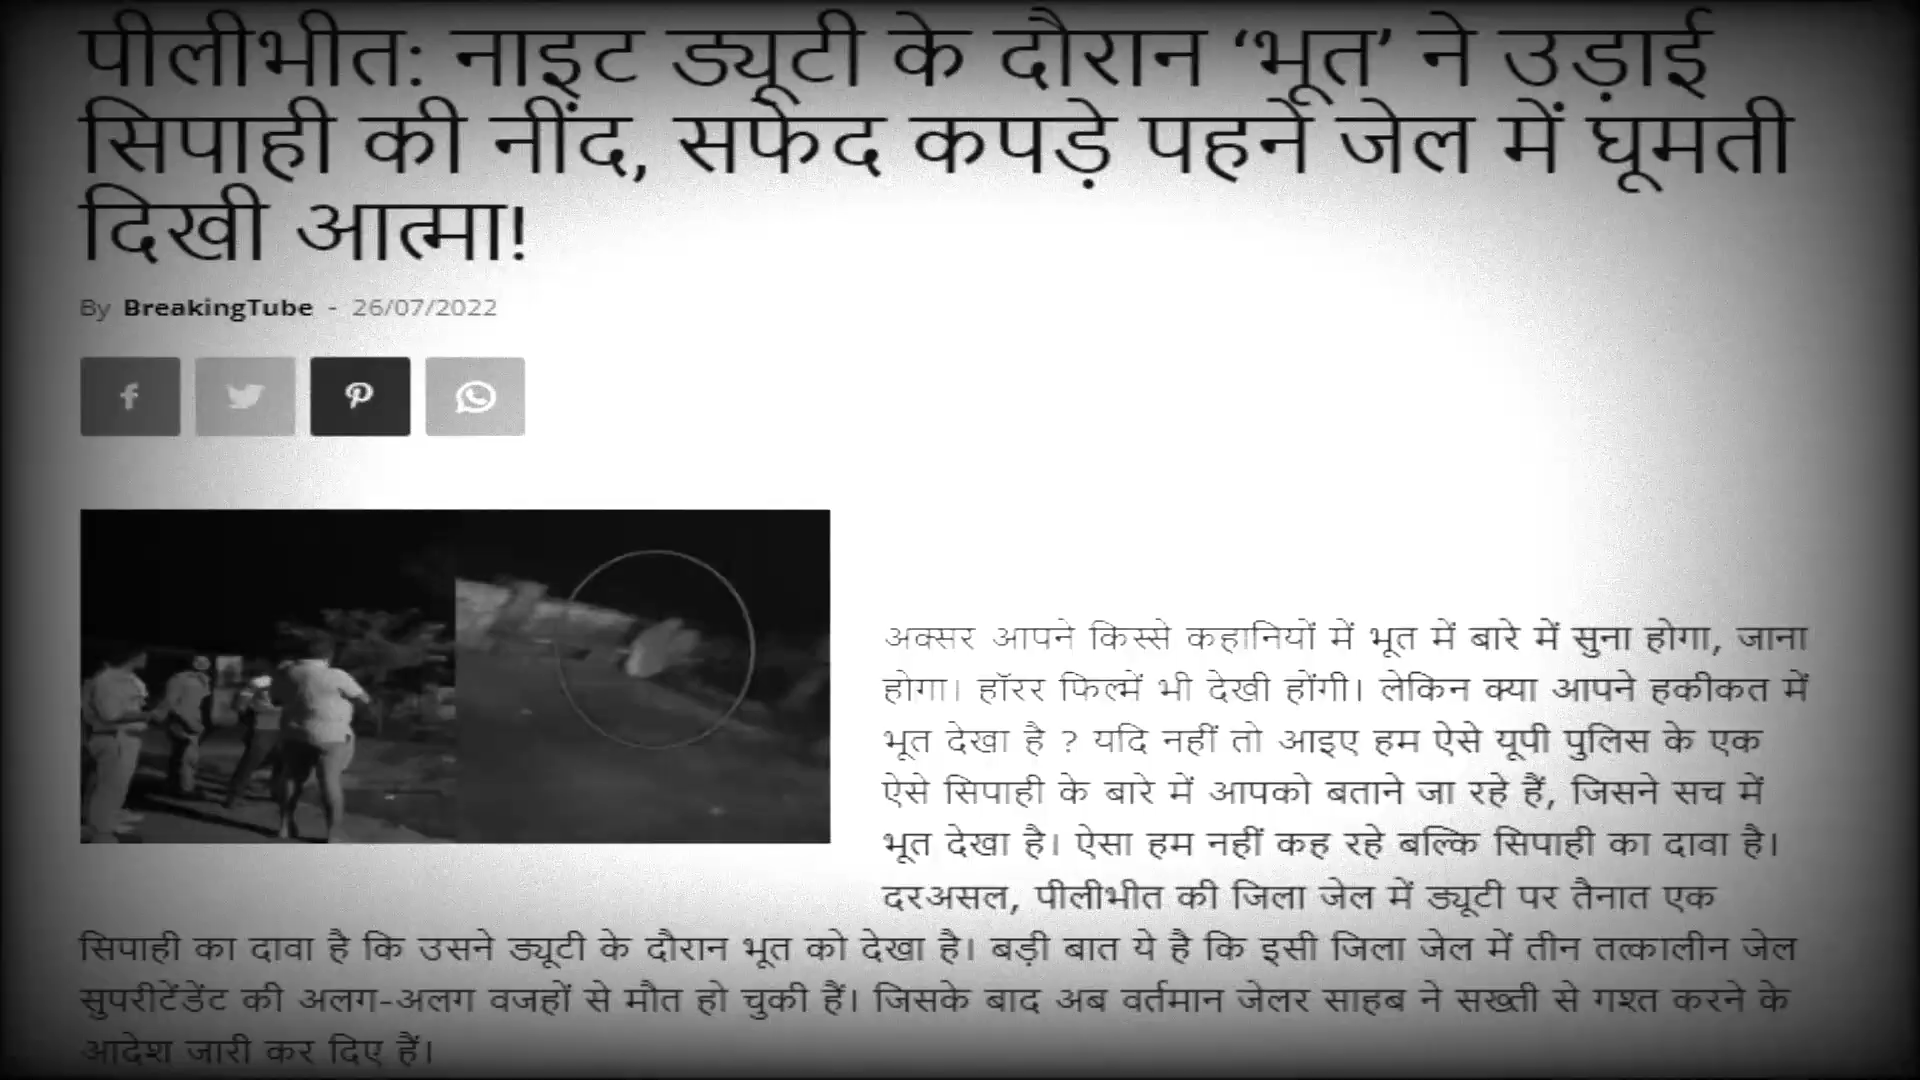 पीलीभीत: नाइट ड्यूटी के दौरान ‘भूत’ ने उड़ाई
सिपाही की नींद, सफेद कपड़े पहने जेल में घूमती
दिखी आत्मा!
By BreakingTube - 26/07/2022
अक्सर आपने किस्से कहानियों में भूत में बारे में सुना होगा, जाना
होगा। हॉरर फिल्में भी देखी होंगी। लेकिन क्या आपने हकीकत में
भूत देखा है ? यदि नहीं तो आइए हम ऐसे यूपी पुलिस के एक
ऐसे सिपाही के बारे में आपको बताने जा रहे हैं, जिसने सच में
भूत देखा है। ऐसा हम नहीं कह रहे बल्कि सिपाही का दावा है।
दरअसल, पीलीभीत की जिला जेल में ड्यूटी पर तैनात एक
सिपाही का दावा है कि उसने ड्यूटी के दौरान भूत को देखा है। बड़ी बात ये है कि इसी जिला जेल में तीन तत्कालीन जेल
सुपरीटेंडेंट की अलग-अलग वजहों से मौत हो चुकी हैं। जिसके बाद अब वर्तमान जेलर साहब ने सख्ती से गश्त करने के
आदेश जारी कर दिए हैं।